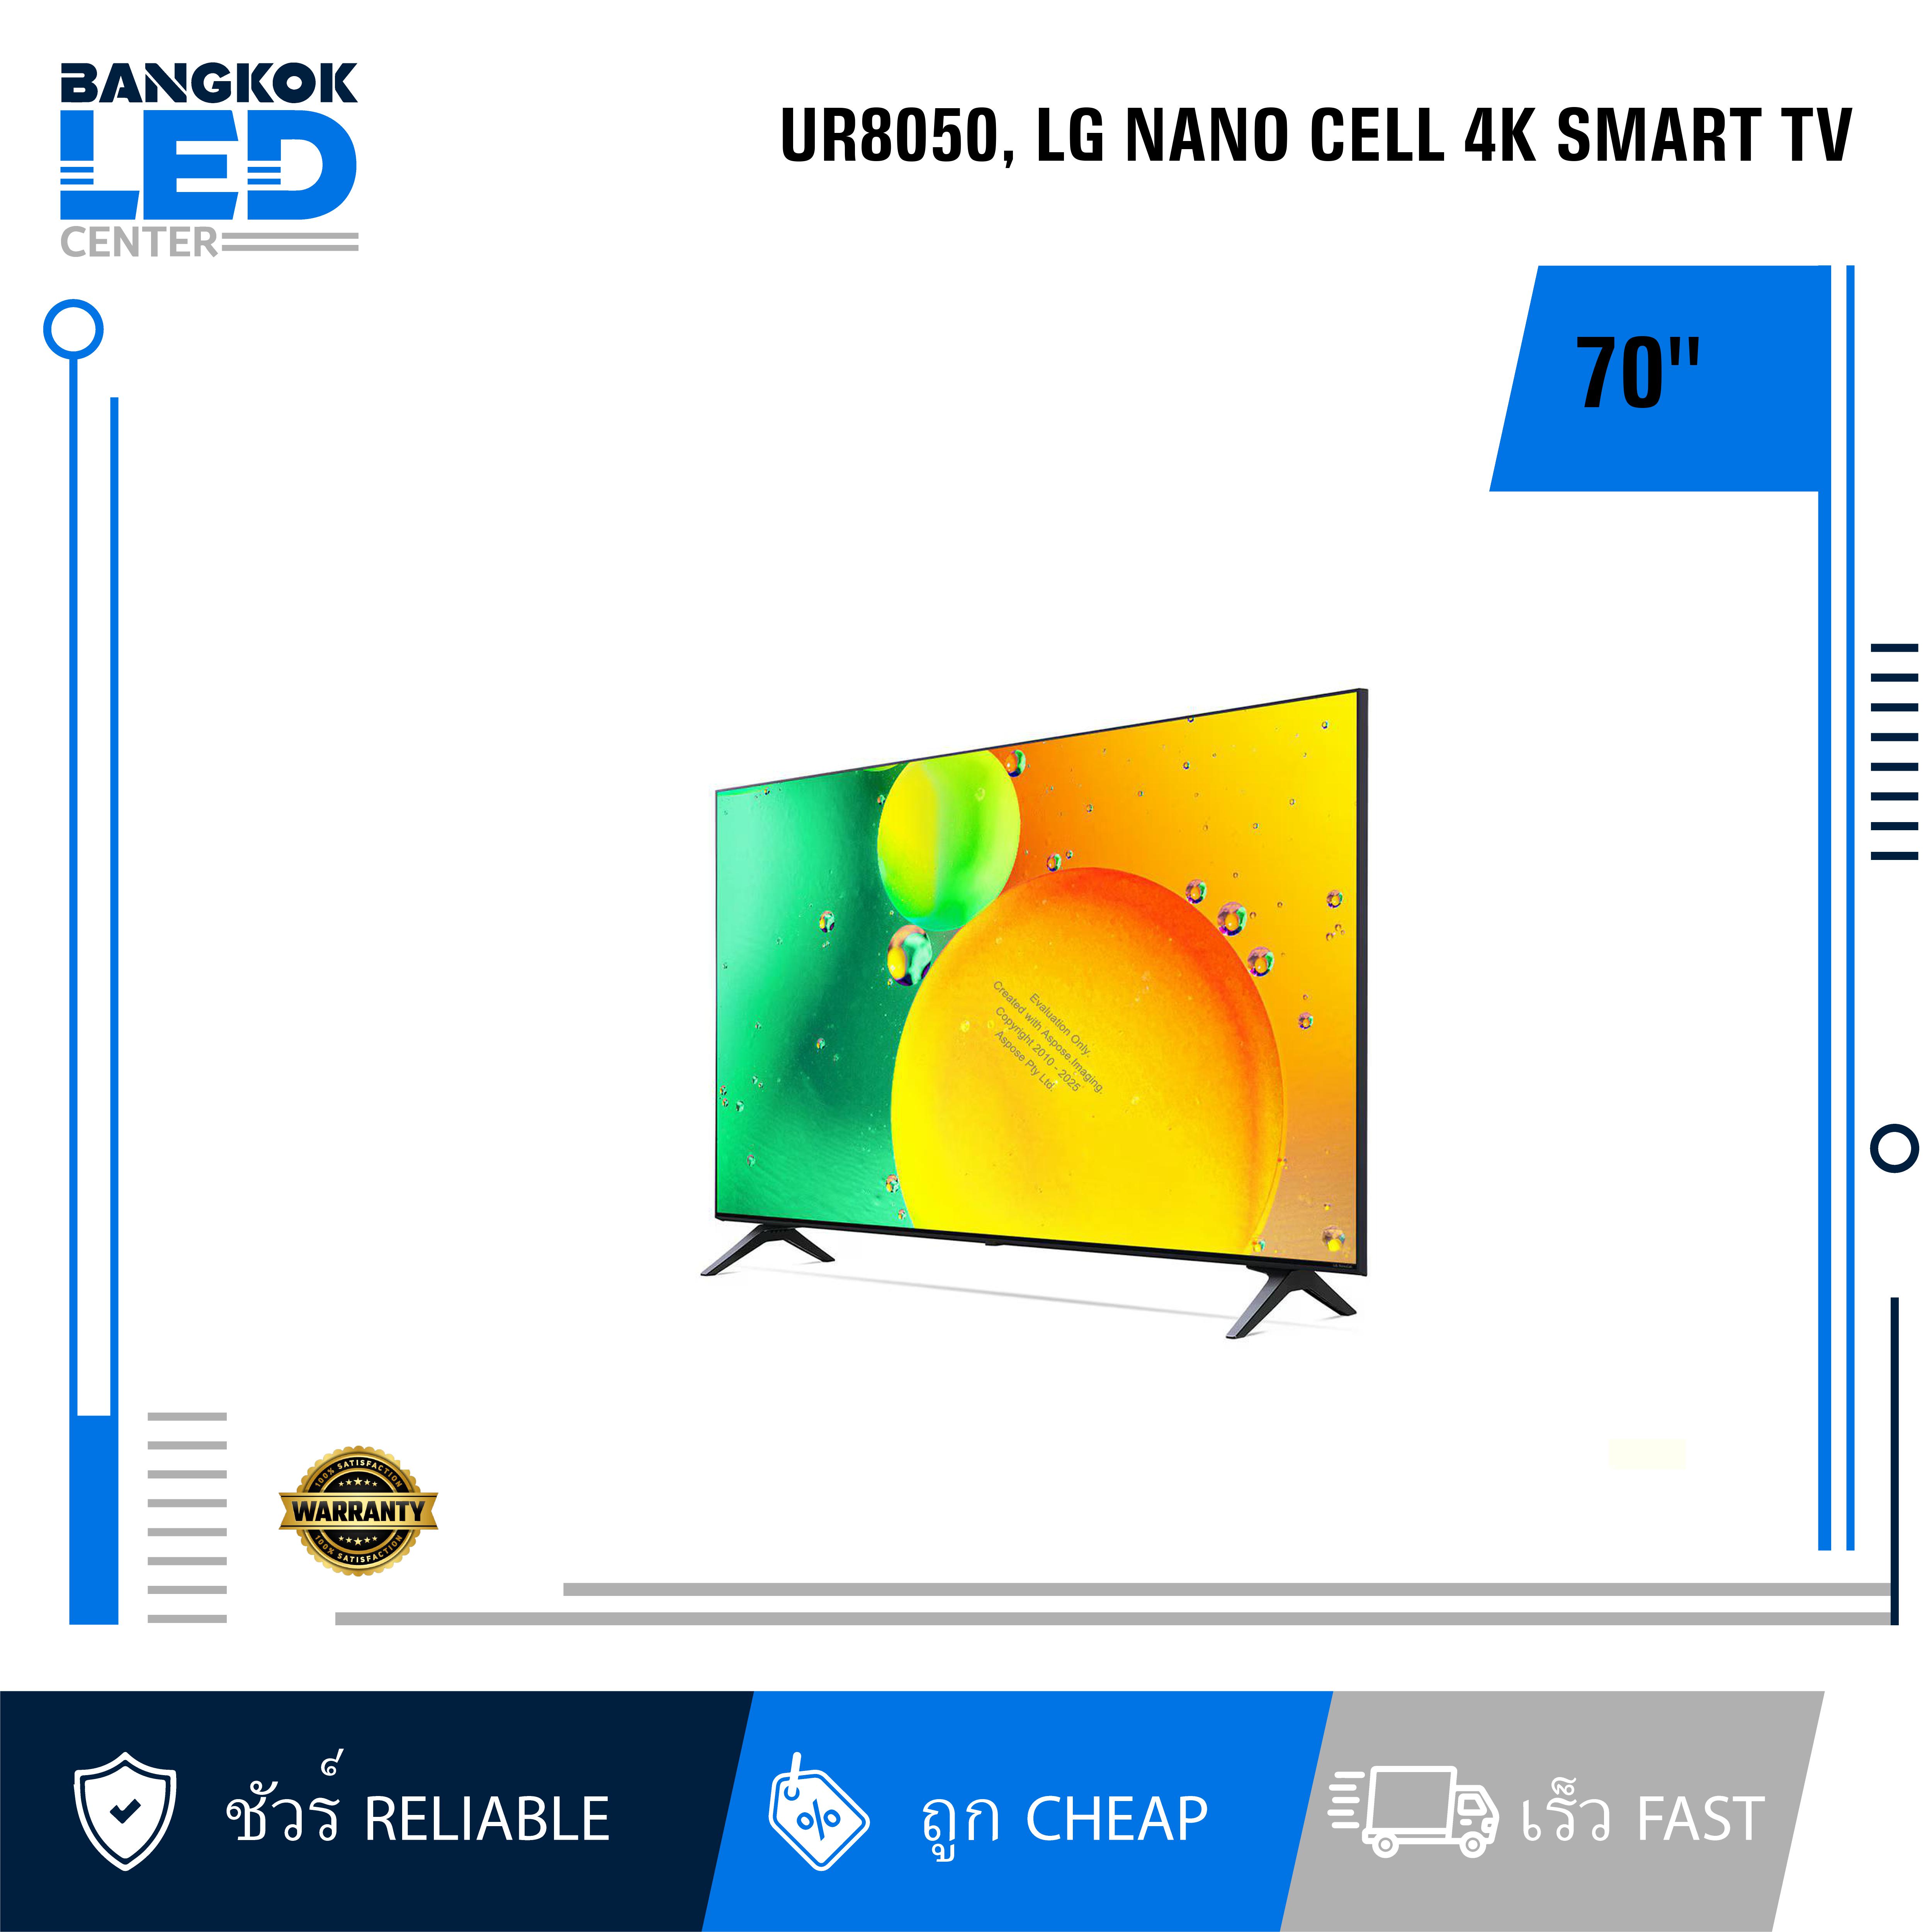 BANGKOK
LED
CENTER
UR8050, LG NANO CELL 4K SMART TV
70"
Evaluation Only.
Created with Aspose.Imaging.
Copyright 2010 - 2025
Aspose Pty Ltd.
100% SATISFACTION
WARRANTY
100% SATISFACTION
ชัวร์ RELIABLE
% ถูก CHEAP
เร็ว FAST